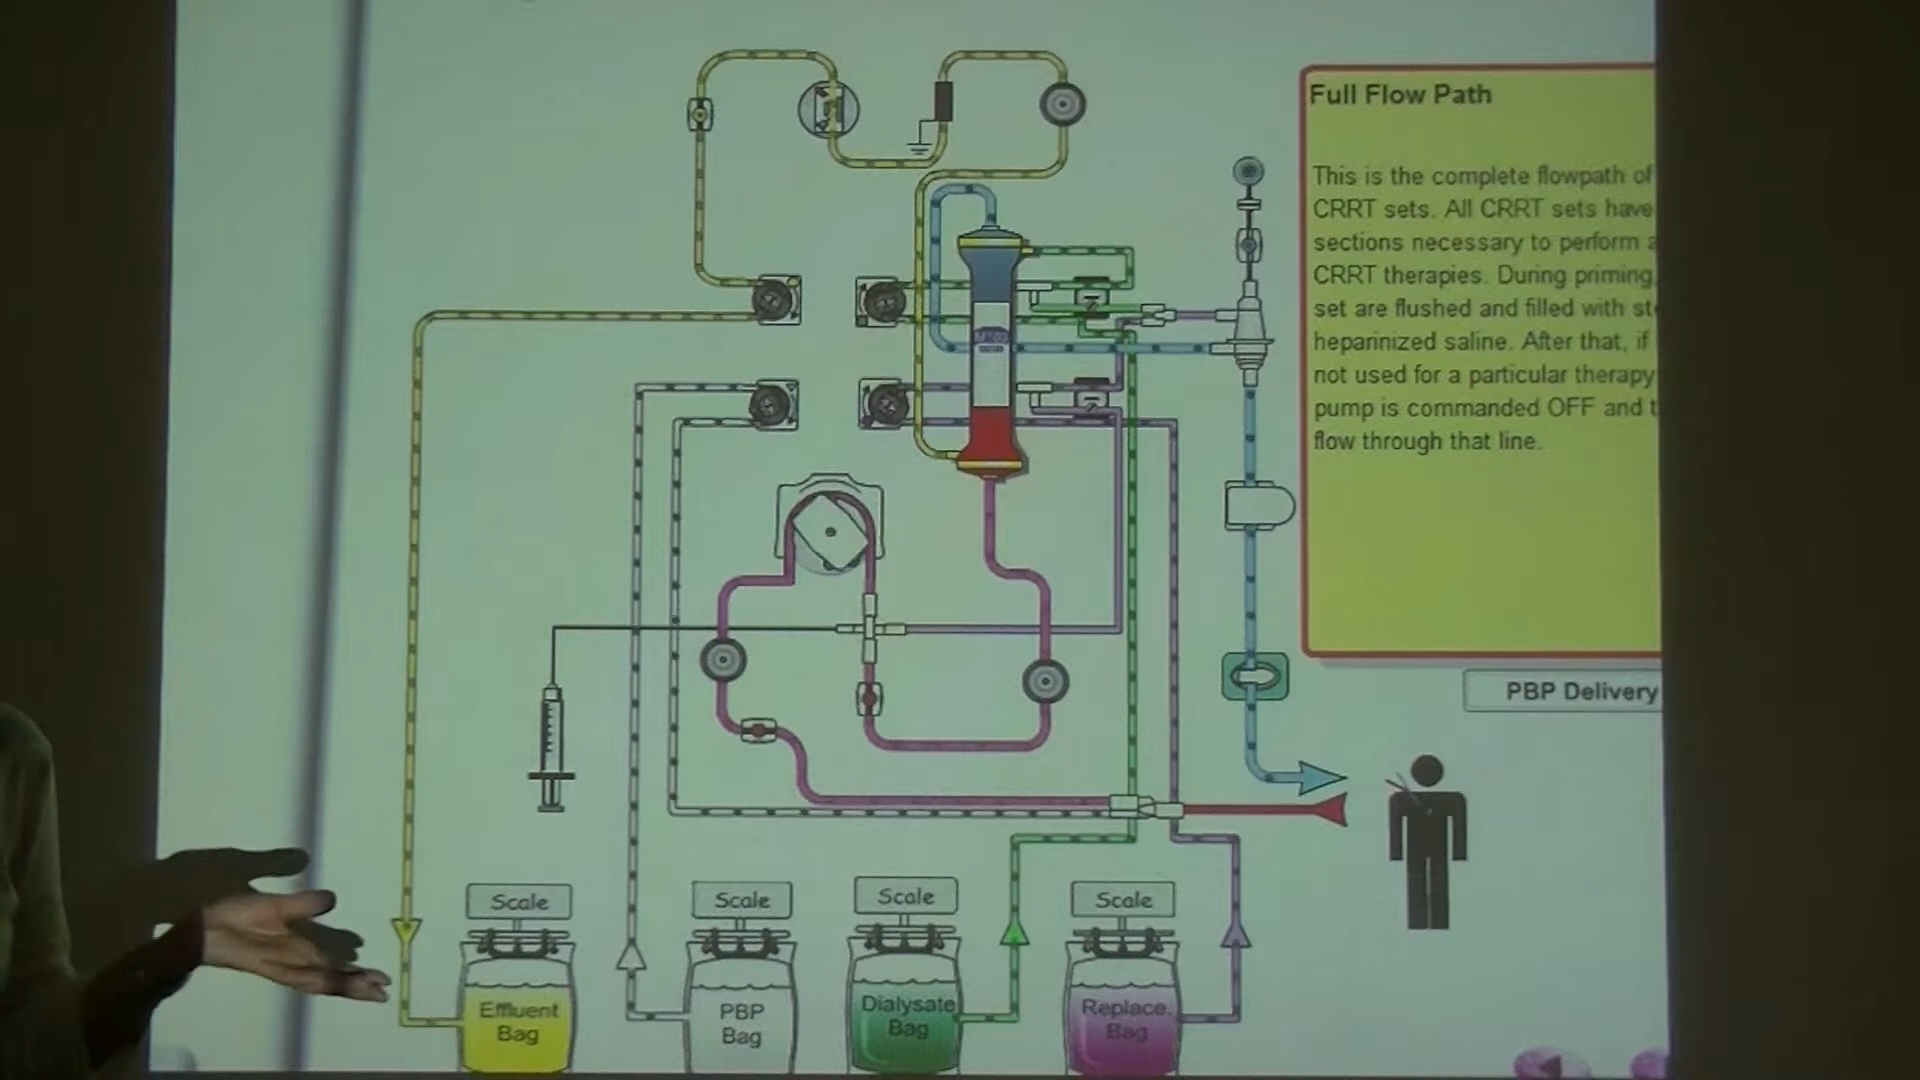 Full Flow Path
This is the complete flowpath of
CRRT sets. All CRRT sets have
sections necessary to perform a
CRRT therapies. During priming,
set are flushed and filled with ste
heparinized saline. After that, if
not used for a particular therapy
pump is commanded OFF and t
flow through that line.
PBP Delivery
Scale
Scale
Scale
Scale
Effluent
Bag
PBP
Bag
Dialysate
Bag
Replace.
Bag